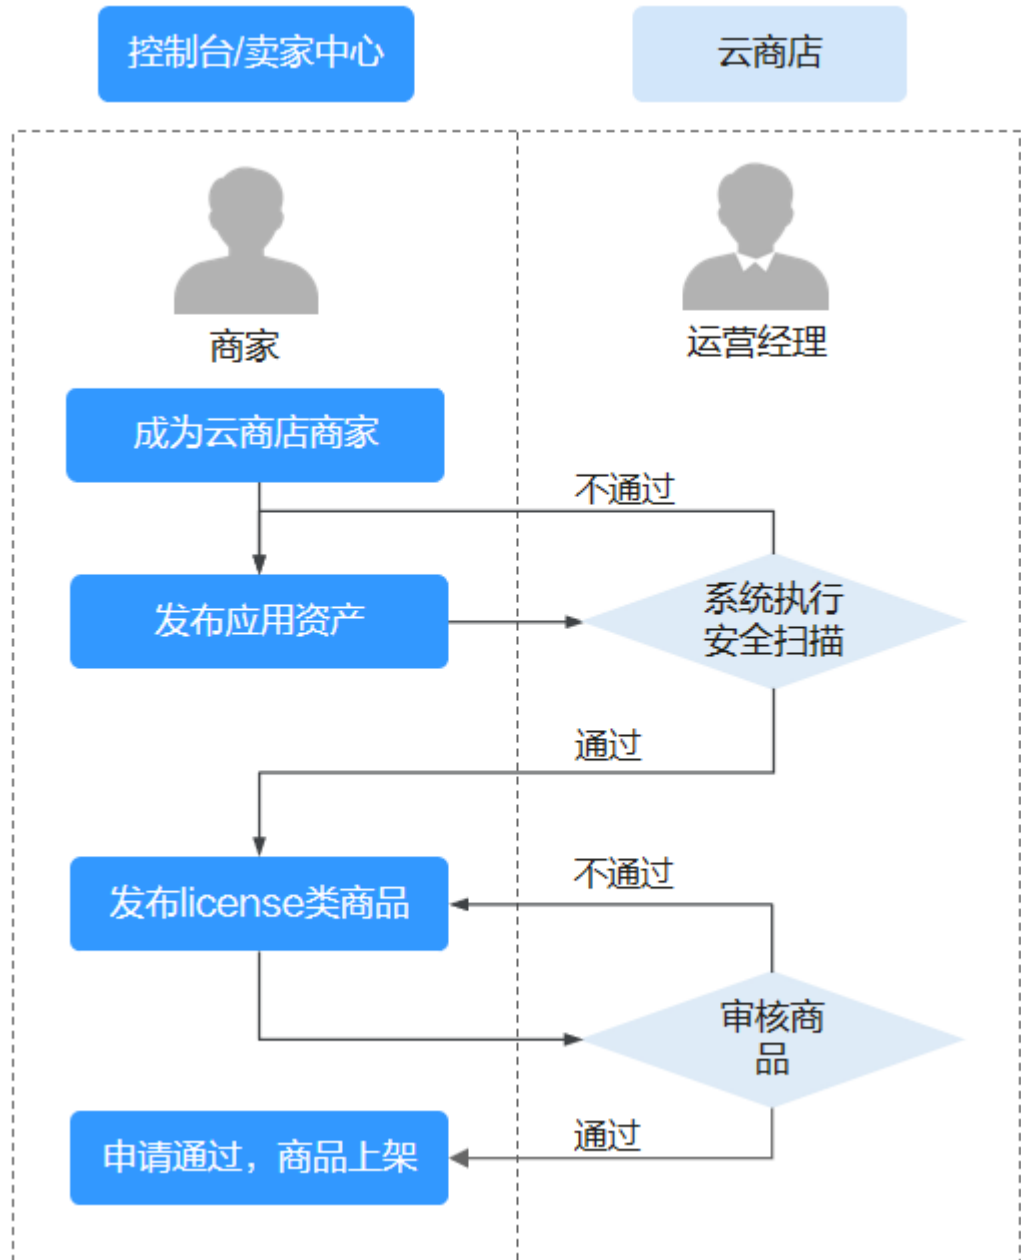 控制台/卖家中心
云商店
商家
运营经理
成为云商店商家
不通过
发布应用资产
系统执行
安全扫描
通过
发布license类商品
不通过
审核商
品
申请通过，商品上架
通过